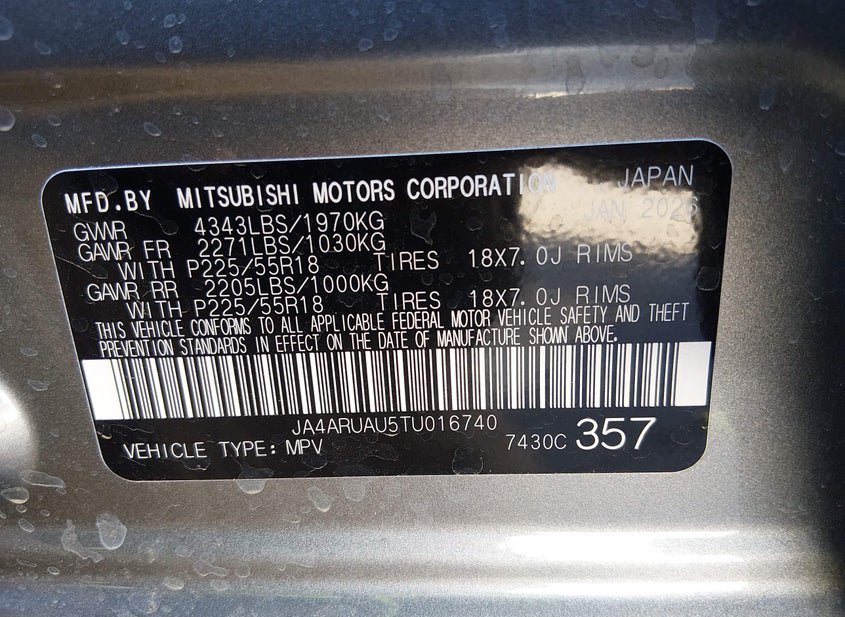 MFD.BY MITSUBISHI MOTORS CORPORATION JAPAN
GVWR 4343LBS/1970KG JAN 2026
GAWR FR 2271LBS/1030KG
WITH P225/55R18 TIRES 18X7.0J RIMS
GAWR RR 2205LBS/1000KG
WITH P225/55R18 TIRES 18X7.0J RIMS
THIS VEHICLE CONFORMS TO ALL APPLICABLE FEDERAL MOTOR VEHICLE SAFETY AND THEFT
PREVENTION STANDARDS IN EFFECT ON THE DATE OF MANUFACTURE SHOWN ABOVE.
JA4ARUAU5TU016740
VEHICLE TYPE: MPV 7430C 357